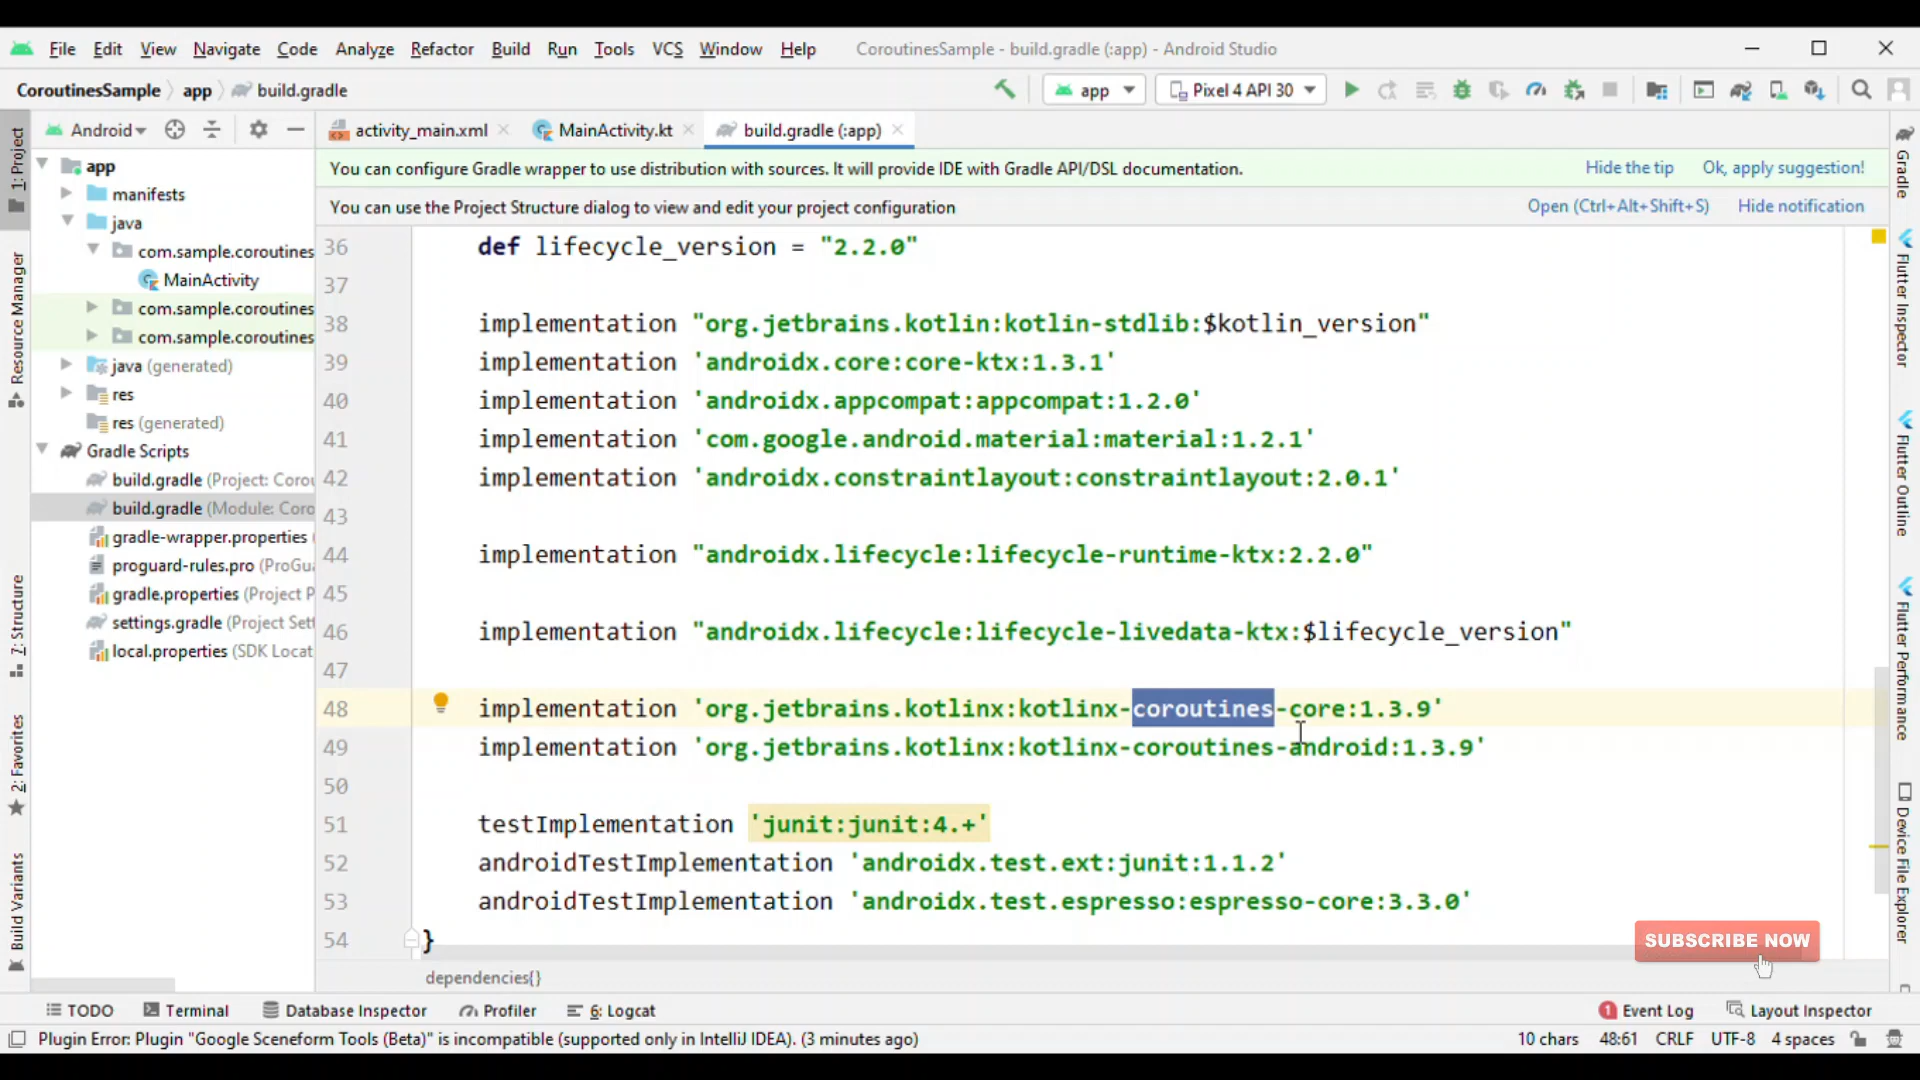 File Edit View Navigate Code Analyze Refactor Build Run Tools VCS Window Help CoroutinesSample - build.gradle (:app) - Android Studio
CoroutinesSample app build.gradle
app Pixel 4 API 30
Android
activity_main.xml MainActivity.kt build.gradle (:app)
You can configure Gradle wrapper to use distribution with sources. It will provide IDE with Gradle API/DSL documentation. Hide the tip Ok, apply suggestion!
You can use the Project Structure dialog to view and edit your project configuration Open (Ctrl+Alt+Shift+S) Hide notification
1: Project
Resource Manager
7: Structure
2: Favorites
Build Variants
app
manifests
java
com.sample.coroutines
MainActivity
com.sample.coroutines
com.sample.coroutines
java (generated)
res
res (generated)
Gradle Scripts
build.gradle (Project: Corou
build.gradle (Module: Coro
gradle-wrapper.properties (
proguard-rules.pro (ProGua
gradle.properties (Project P
settings.gradle (Project Set
local.properties (SDK Locat
36 def lifecycle_version = "2.2.0"
37
38 implementation "org.jetbrains.kotlin:kotlin-stdlib:$kotlin_version"
39 implementation 'androidx.core:core-ktx:1.3.1'
40 implementation 'androidx.appcompat:appcompat:1.2.0'
41 implementation 'com.google.android.material:material:1.2.1'
42 implementation 'androidx.constraintlayout:constraintlayout:2.0.1'
43
44 implementation "androidx.lifecycle:lifecycle-runtime-ktx:2.2.0"
45
46 implementation "androidx.lifecycle:lifecycle-livedata-ktx:$lifecycle_version"
47
48 implementation 'org.jetbrains.kotlinx:kotlinx-coroutines-core:1.3.9'
49 implementation 'org.jetbrains.kotlinx:kotlinx-coroutines-android:1.3.9'
50
51 testImplementation 'junit:junit:4.+'
52 androidTestImplementation 'androidx.test.ext:junit:1.1.2'
53 androidTestImplementation 'androidx.test.espresso:espresso-core:3.3.0'
54 }
dependencies{}
SUBSCRIBE NOW
Gradle
Flutter Inspector
Flutter Outline
Flutter Performance
Device File Explorer
TODO Terminal Database Inspector Profiler 6: Logcat 1 Event Log Layout Inspector
Plugin Error: Plugin "Google Sceneform Tools (Beta)" is incompatible (supported only in IntelliJ IDEA). (3 minutes ago) 10 chars 48:61 CRLF UTF-8 4 spaces